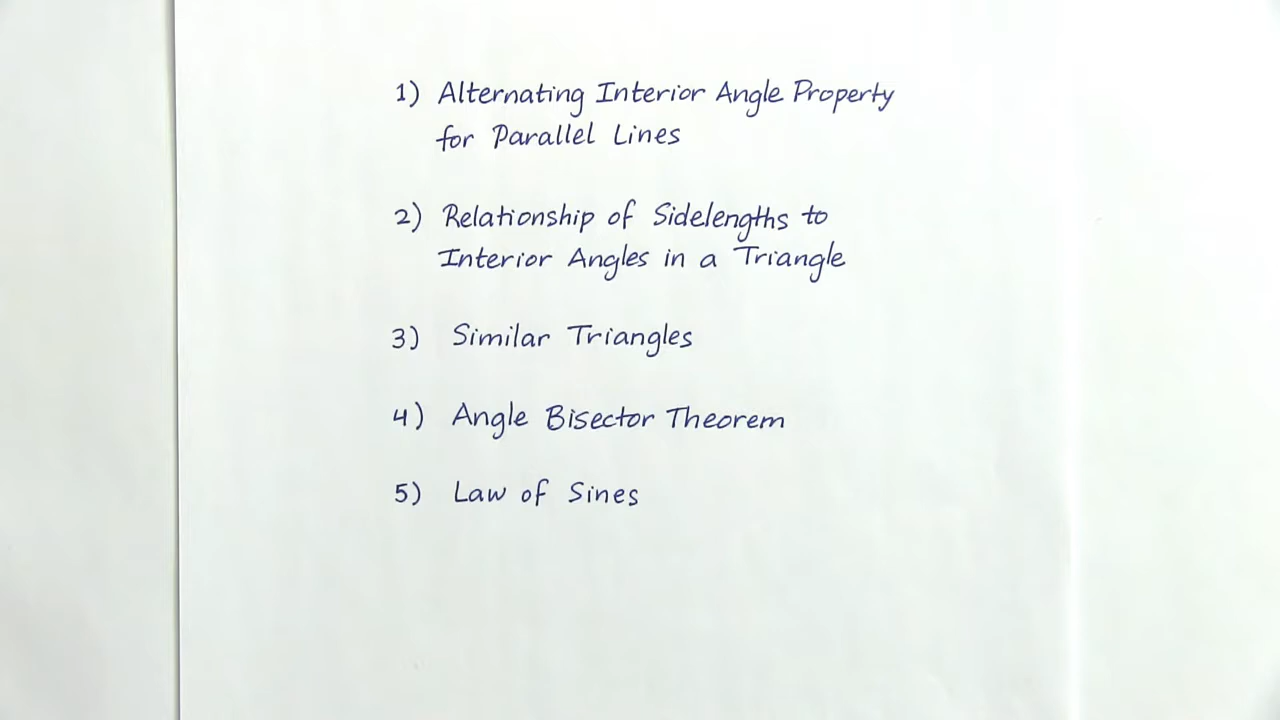 1) Alternating Interior Angle Property
for Parallel Lines
2) Relationship of Sidelengths to
Interior Angles in a Triangle
3) Similar Triangles
4) Angle Bisector Theorem
5) Law of Sines